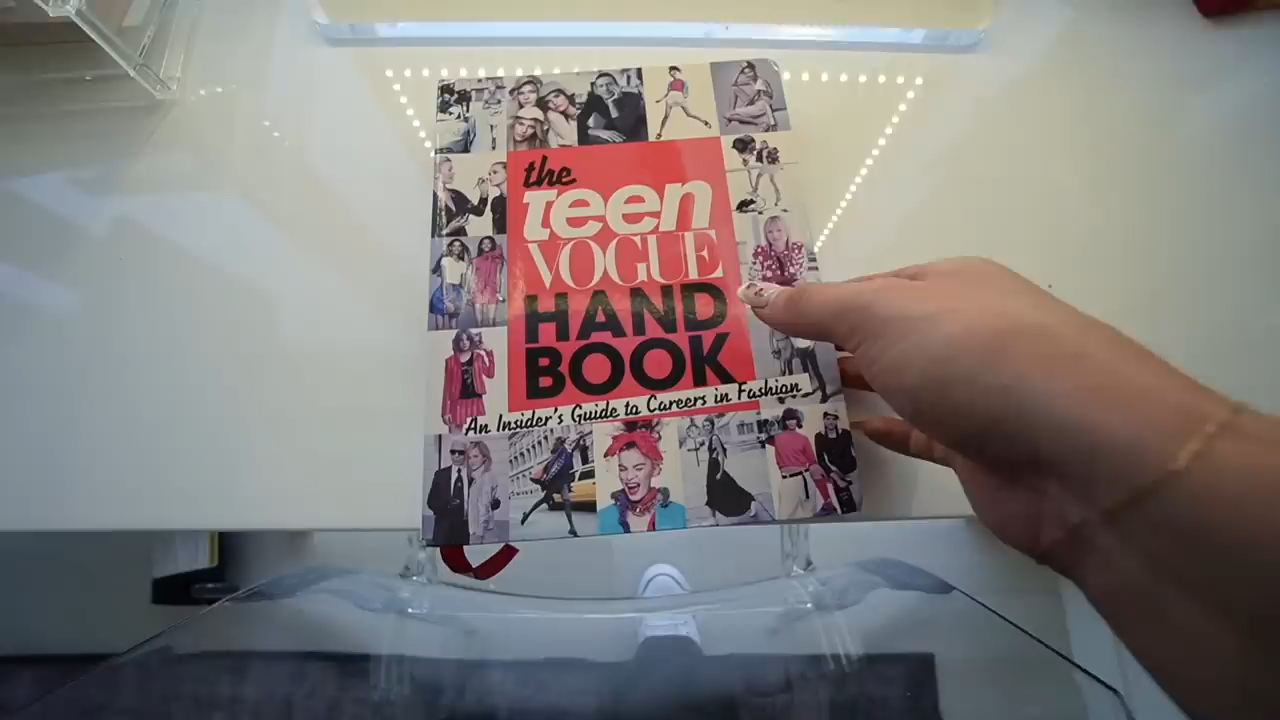 the
teen
VOGUE
HAND
BOOK
An Insider's Guide to Careers in Fashion